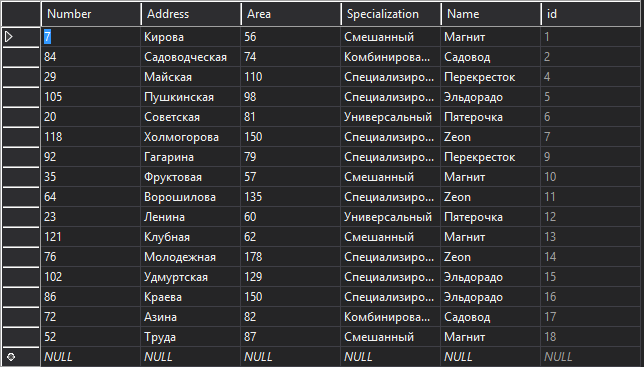 Number Address Area Specialization Name id
7 Кирова 56 Смешанный Магнит 1
84 Садоводческая 74 Комбинирова... Садовод 2
29 Майская 110 Специализиро... Перекресток 4
105 Пушкинская 98 Специализиро... Эльдорадо 5
20 Советская 81 Универсальный Пятерочка 6
118 Холмогорова 150 Специализиро... Zeon 7
92 Гагарина 79 Специализиро... Перекресток 9
35 Фруктовая 57 Смешанный Магнит 10
64 Ворошилова 135 Специализиро... Zeon 11
23 Ленина 60 Универсальный Пятерочка 12
121 Клубная 62 Смешанный Магнит 13
76 Молодежная 178 Специализиро... Zeon 14
102 Удмуртская 129 Специализиро... Эльдорадо 15
86 Краева 150 Специализиро... Эльдорадо 16
72 Азина 82 Комбинирова... Садовод 17
52 Труда 87 Смешанный Магнит 18
NULL NULL NULL NULL NULL NULL